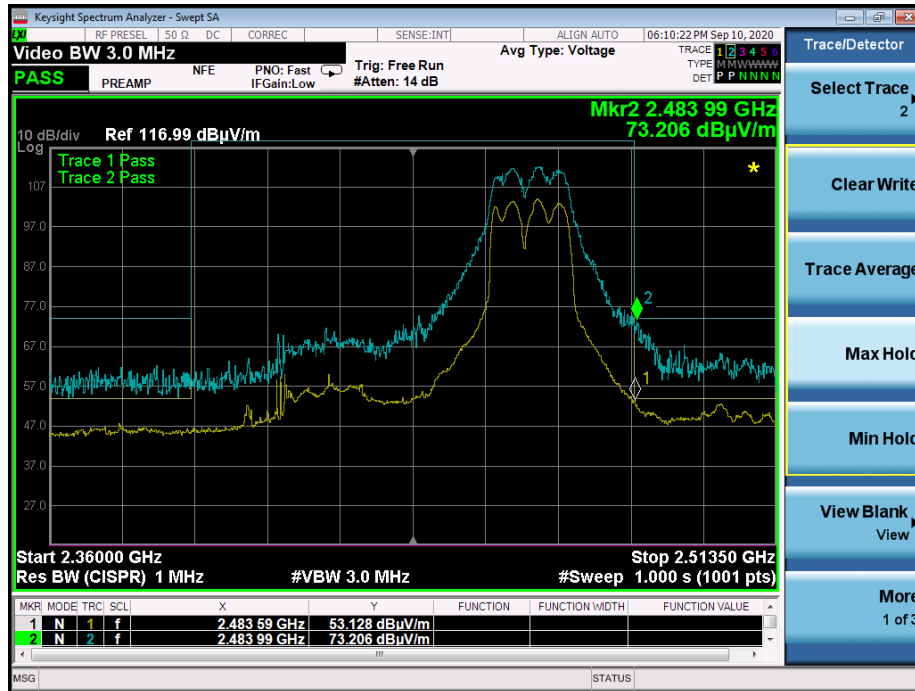 Keysight Spectrum Analyzer - Swept SA
LXI RF PRESEL 50 Ω DC CORREC SENSE:INT ALIGN AUTO 06:10:22 PM Sep 10, 2020
Video BW 3.0 MHz Avg Type: Voltage TRACE 1 2 3 4 5 6
Trig: Free Run TYPE M M W W W W
PASS NFE PNO: Fast #Atten: 14 dB DET P P N N N N
PREAMP IFGain:Low
Mkr2 2.483 99 GHz
10 dB/div Ref 116.99 dBµV/m 73.206 dBµV/m
Log
Trace 1 Pass
Trace 2 Pass
107
97.0
87.0
77.0
67.0
57.0
47.0
37.0
27.0
2
1
Start 2.36000 GHz Stop 2.51350 GHz
Res BW (CISPR) 1 MHz #VBW 3.0 MHz #Sweep 1.000 s (1001 pts)
MKR MODE TRC SCL X Y FUNCTION FUNCTION WIDTH FUNCTION VALUE
1 N 1 f 2.483 59 GHz 53.128 dBµV/m
2 N 2 f 2.483 99 GHz 73.206 dBµV/m
MSG STATUS
Trace/Detector
Select Trace
2
Clear Write
Trace Average
Max Hold
Min Hold
View Blank
View
More
1 of 3